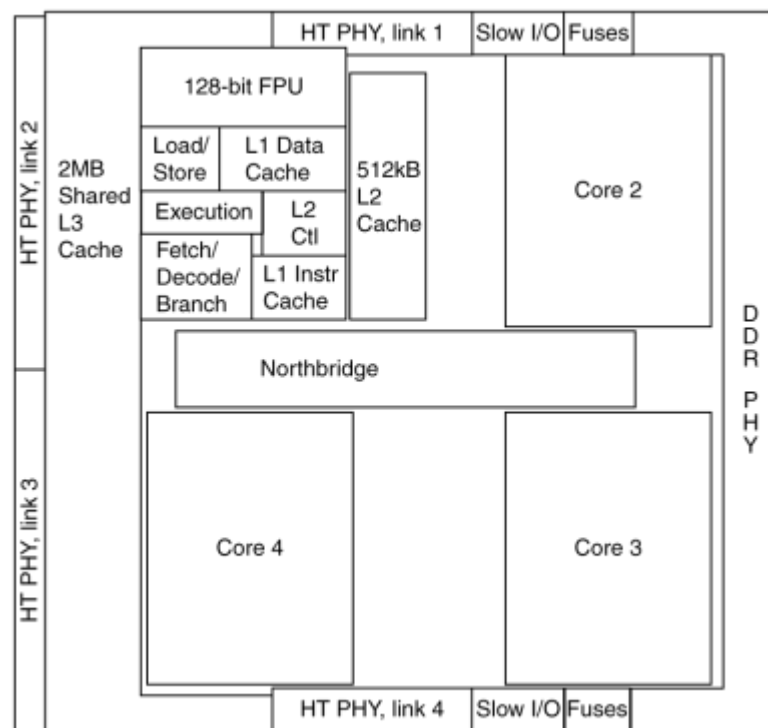 HT PHY, link 1
Slow I/O
Fuses
HT PHY, link 2
2MB
Shared
L3
Cache
128-bit FPU
Load/
Store
L1 Data
Cache
Execution
L2
Ctl
Fetch/
Decode/
Branch
L1 Instr
Cache
512kB
L2
Cache
Core 2
Northbridge
DDR PHY
HT PHY, link 3
Core 4
Core 3
HT PHY, link 4
Slow I/O
Fuses